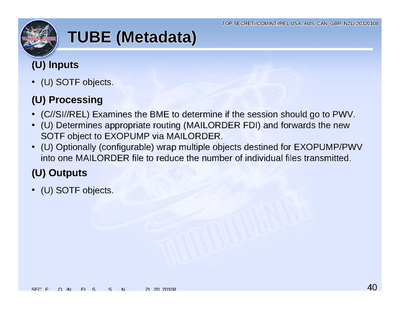 TOP SECRET//COMINT//REL USA, AUS, CAN, GBR, NZL//20320108
TUBE (Metadata)
(U) Inputs
• (U) SOTF objects.
(U) Processing
• (C//SI//REL) Examines the BME to determine if the session should go to PWV.
• (U) Determines appropriate routing (MAILORDER FDI) and forwards the new
SOTF object to EXOPUMP via MAILORDER.
• (U) Optionally (configurable) wrap multiple objects destined for EXOPUMP/PWV
into one MAILORDER file to reduce the number of individual files transmitted.
(U) Outputs
• (U) SOTF objects.
TURBULENCE
40